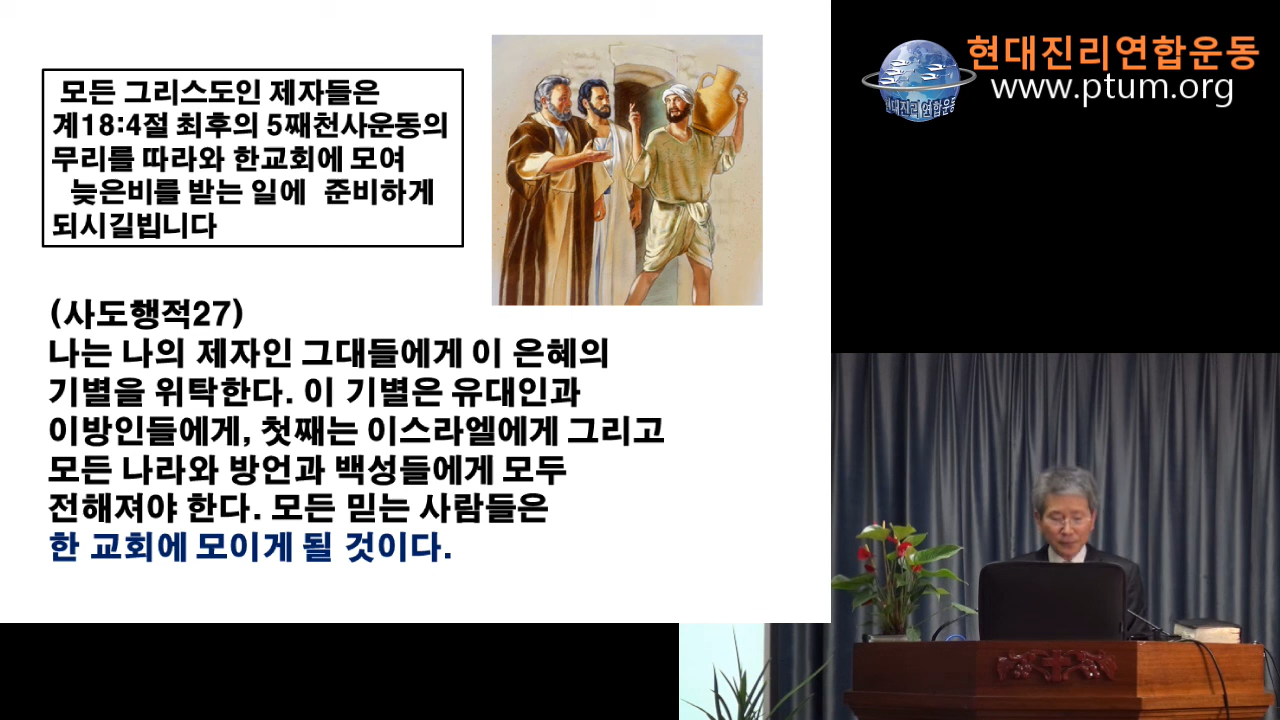 모든 그리스도인 제자들은
계18:4절 최후의 5째천사운동의
무리를 따라와 한교회에 모여
늦은비를 받는 일에 준비하게
되시길빕니다
(사도행적27)
나는 나의 제자인 그대들에게 이 은혜의
기별을 위탁한다. 이 기별은 유대인과
이방인들에게, 첫째는 이스라엘에게 그리고
모든 나라와 방언과 백성들에게 모두
전해져야 한다. 모든 믿는 사람들은
한 교회에 모이게 될 것이다.
현대진리연합운동
www.ptum.org
현대진리 연합운동